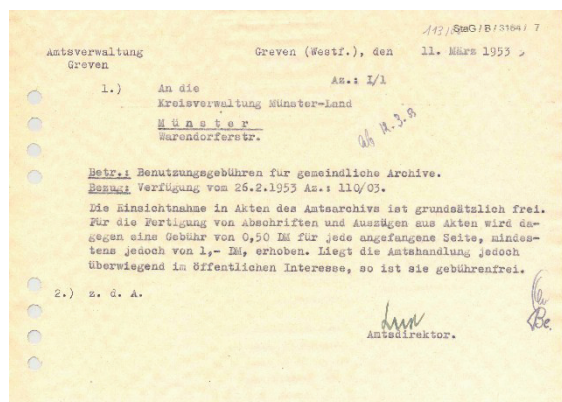 StaG / B / 3164 / 7
Amtsverwaltung Greven (Westf.), den 11. März 1953
Greven
Az.: I/1
1.) An die
Kreisverwaltung Münster-Land
Münster
Warendorferstr.
ab 12.3.53
Betr.: Benutzungsgebühren für gemeindliche Archive.
Bezug: Verfügung vom 26.2.1953 Az.: 110/03.
Die Einsichtnahme in Akten des Amtsarchivs ist grundsätzlich frei.
Für die Fertigung von Abschriften und Auszügen aus Akten wird da-
gegen eine Gebühr von 0,50 DM für jede angefangene Seite, mindes-
tens jedoch von 1,- DM, erhoben. Liegt die Amtshandlung jedoch
überwiegend im öffentlichen Interesse, so ist sie gebührenfrei.
2.) z. d. A.
Be.
Amtsdirektor.